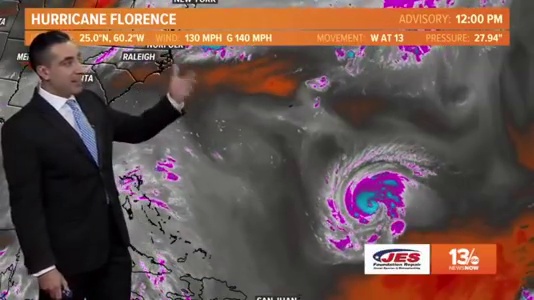 NEW YORK
HURRICANE FLORENCE
ADVISORY: 12:00 PM
25.0°N, 60.2°W WIND: 130 MPH G 140 MPH MOVEMENT: W AT 13 PRESSURE: 27.94"
NORFOLK
RALEIGH
JES
Foundation Repair
13
NEWS NOW
SAN JUAN